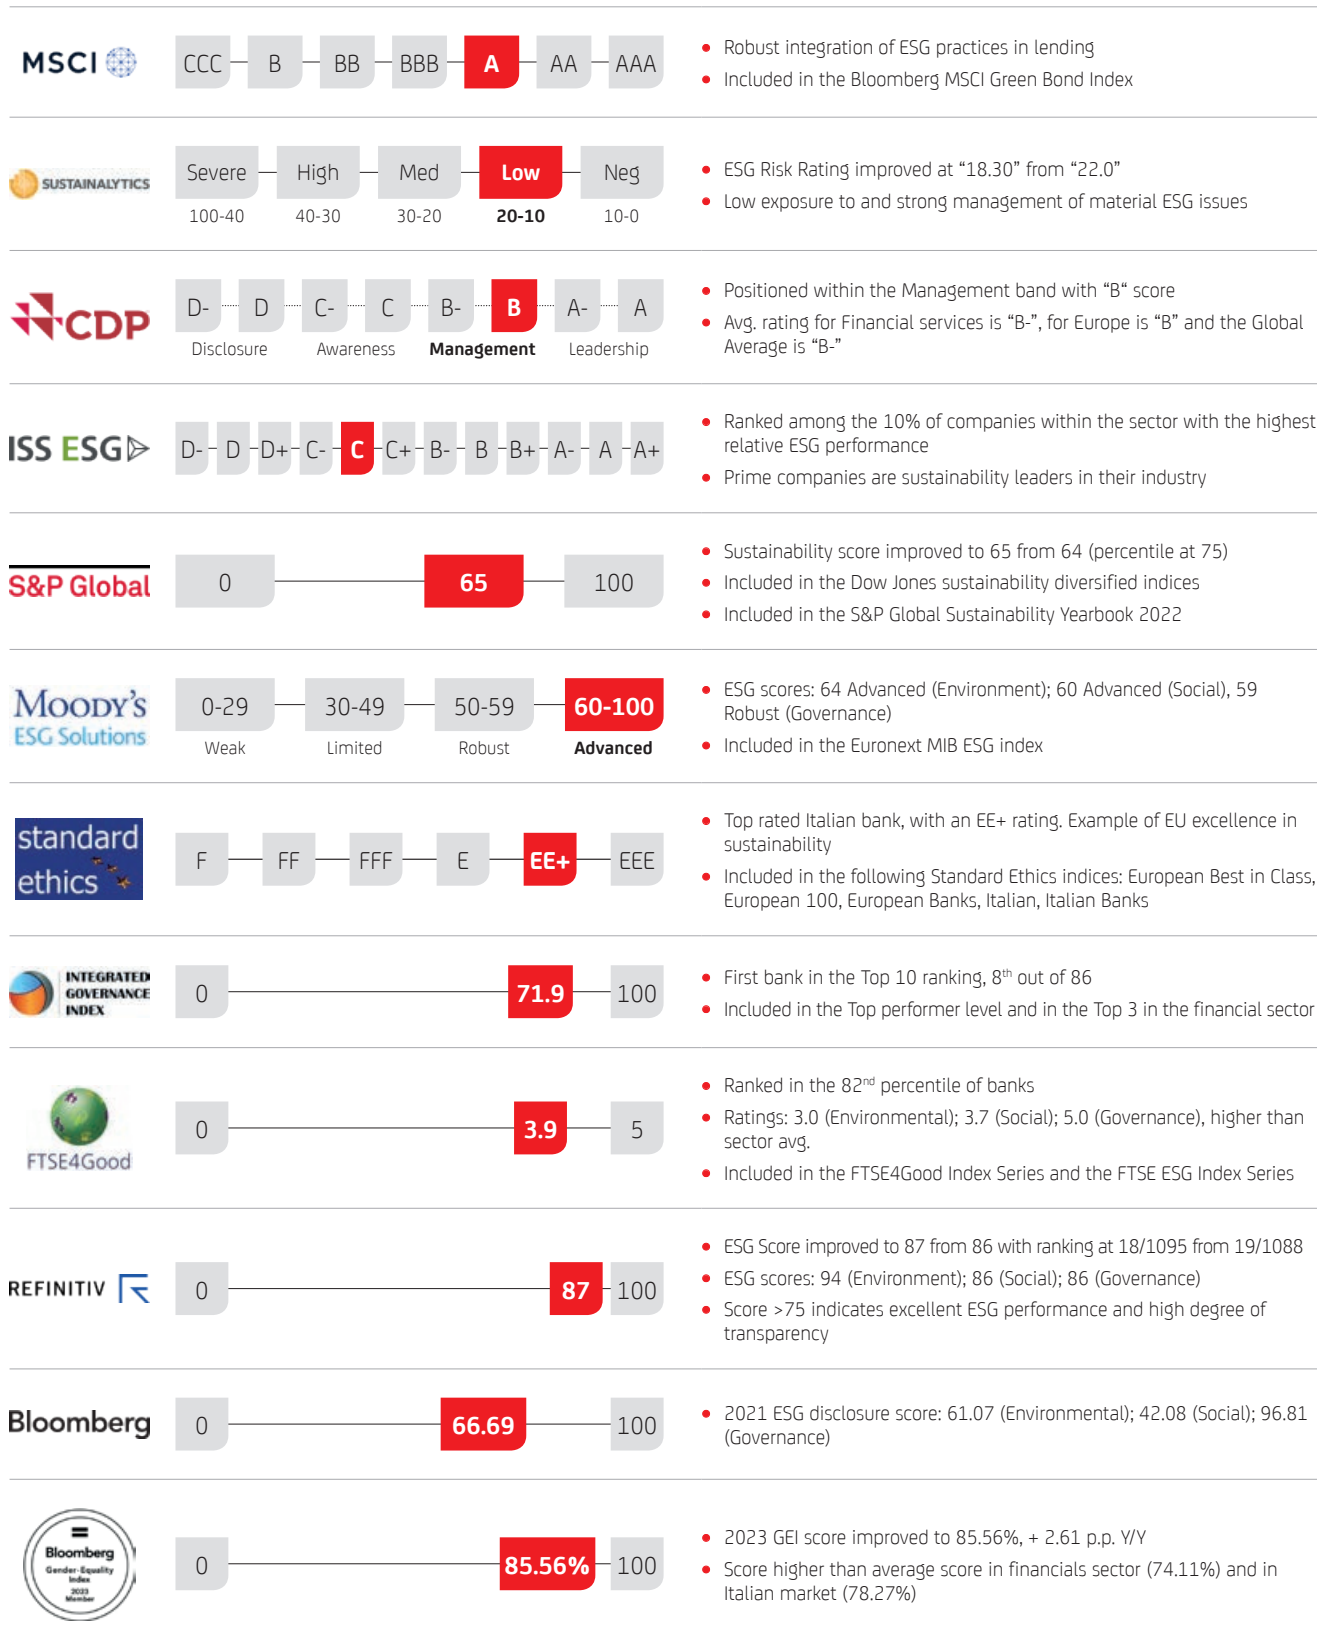 MSCI
CCC B BB BBB A AA AAA
• Robust integration of ESG practices in lending
• Included in the Bloomberg MSCI Green Bond Index
SUSTAINALYTICS
Severe High Med Low Neg
100-40 40-30 30-20 20-10 10-0
• ESG Risk Rating improved at “18.30” from “22.0”
• Low exposure to and strong management of material ESG issues
CDP
D- D C- C B- B A- A
Disclosure Awareness Management Leadership
• Positioned within the Management band with “B“ score
• Avg. rating for Financial services is “B-”, for Europe is “B” and the Global
Average is “B-”
ISS ESG
D- D D+ C- C C+ B- B B+ A- A A+
• Ranked among the 10% of companies within the sector with the highest
relative ESG performance
• Prime companies are sustainability leaders in their industry
S&P Global
0 65 100
• Sustainability score improved to 65 from 64 (percentile at 75)
• Included in the Dow Jones sustainability diversified indices
• Included in the S&P Global Sustainability Yearbook 2022
MOODY'S
ESG Solutions
0-29 30-49 50-59 60-100
Weak Limited Robust Advanced
• ESG scores: 64 Advanced (Environment); 60 Advanced (Social), 59
Robust (Governance)
• Included in the Euronext MIB ESG index
standard
ethics
F FF FFF E EE+ EEE
• Top rated Italian bank, with an EE+ rating. Example of EU excellence in
sustainability
• Included in the following Standard Ethics indices: European Best in Class,
European 100, European Banks, Italian, Italian Banks
INTEGRATED
GOVERNANCE
INDEX
0 71.9 100
• First bank in the Top 10 ranking, 8th out of 86
• Included in the Top performer level and in the Top 3 in the financial sector
FTSE4Good
0 3.9 5
• Ranked in the 82nd percentile of banks
• Ratings: 3.0 (Environmental); 3.7 (Social); 5.0 (Governance), higher than
sector avg.
• Included in the FTSE4Good Index Series and the FTSE ESG Index Series
REFINITIV
0 87 100
• ESG Score improved to 87 from 86 with ranking at 18/1095 from 19/1088
• ESG scores: 94 (Environment); 86 (Social); 86 (Governance)
• Score >75 indicates excellent ESG performance and high degree of
transparency
Bloomberg
0 66.69 100
• 2021 ESG disclosure score: 61.07 (Environmental); 42.08 (Social); 96.81
(Governance)
Bloomberg
Gender-Equality
Index
2023
Member
0 85.56% 100
• 2023 GEI score improved to 85.56%, + 2.61 p.p. Y/Y
• Score higher than average score in financials sector (74.11%) and in
Italian market (78.27%)